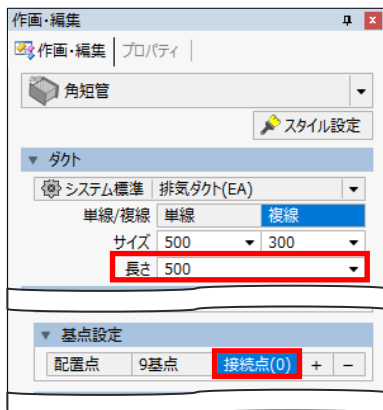 作画・編集
作画・編集 プロパティ
角短管
スタイル設定
ダクト
システム標準 排気ダクト(EA)
単線/複線 単線 複線
サイズ 500 300
長さ 500
基点設定
配置点 9基点 接続点(0) + −